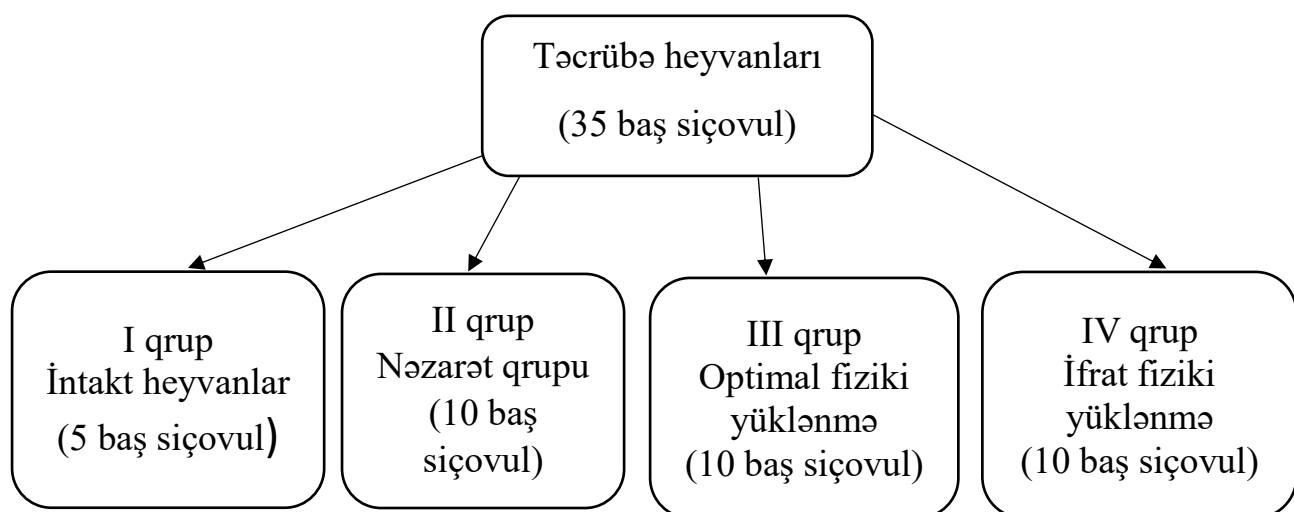 Təcrübə heyvanları
(35 baş siçovul)
I qrup
İntakt heyvanlar
(5 baş siçovul)
II qrup
Nəzarət qrupu
(10 baş
siçovul)
III qrup
Optimal fiziki
yüklənmə
(10 baş siçovul)
IV qrup
İfrat fiziki
yüklənmə
(10 baş siçovul)